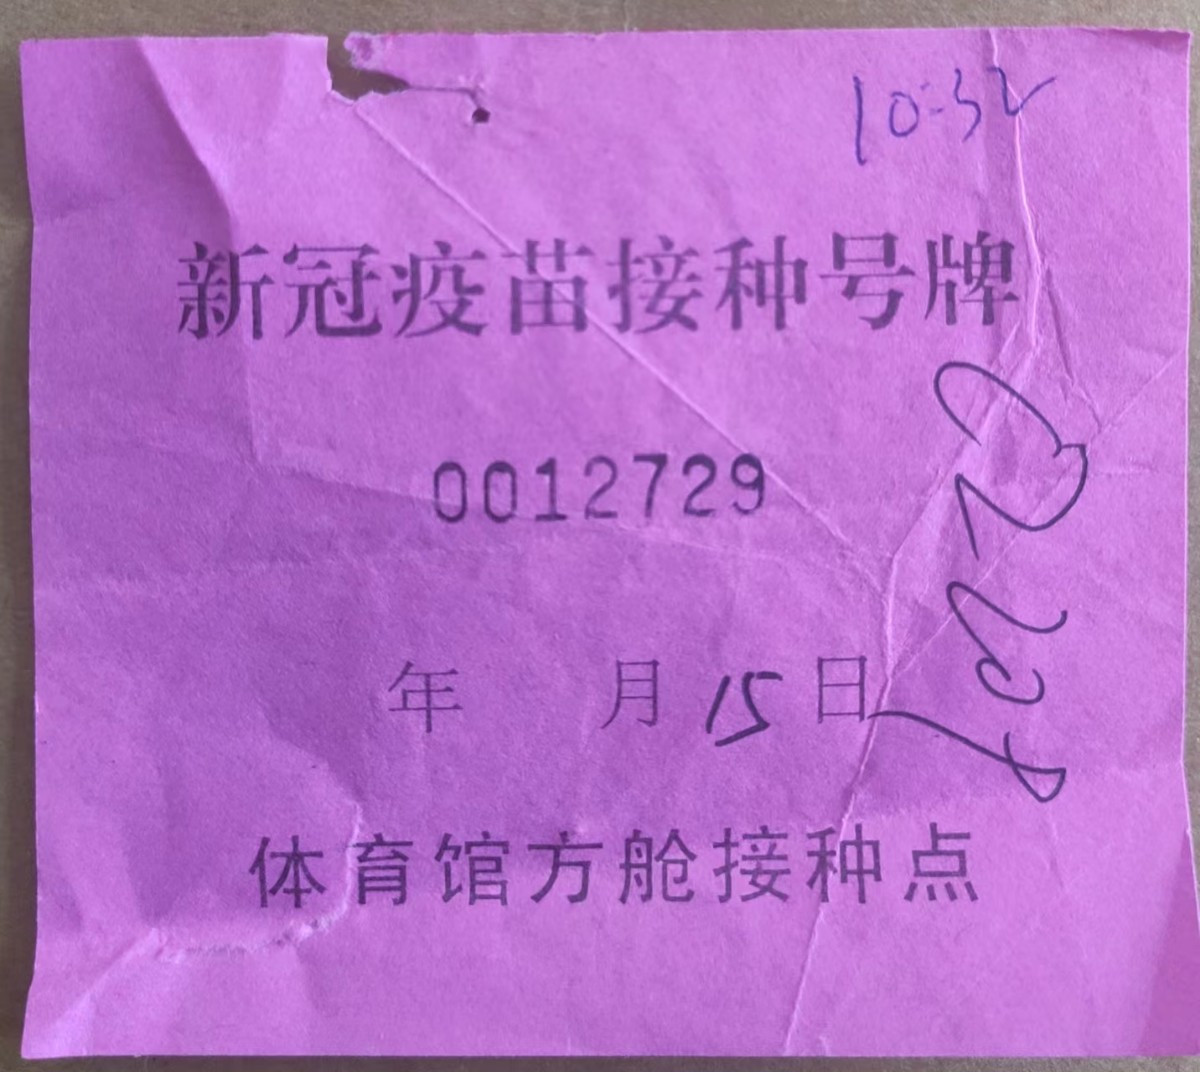 10:32
新冠疫苗接种号牌
0012729
年 月 15 日
体育馆方舱接种点